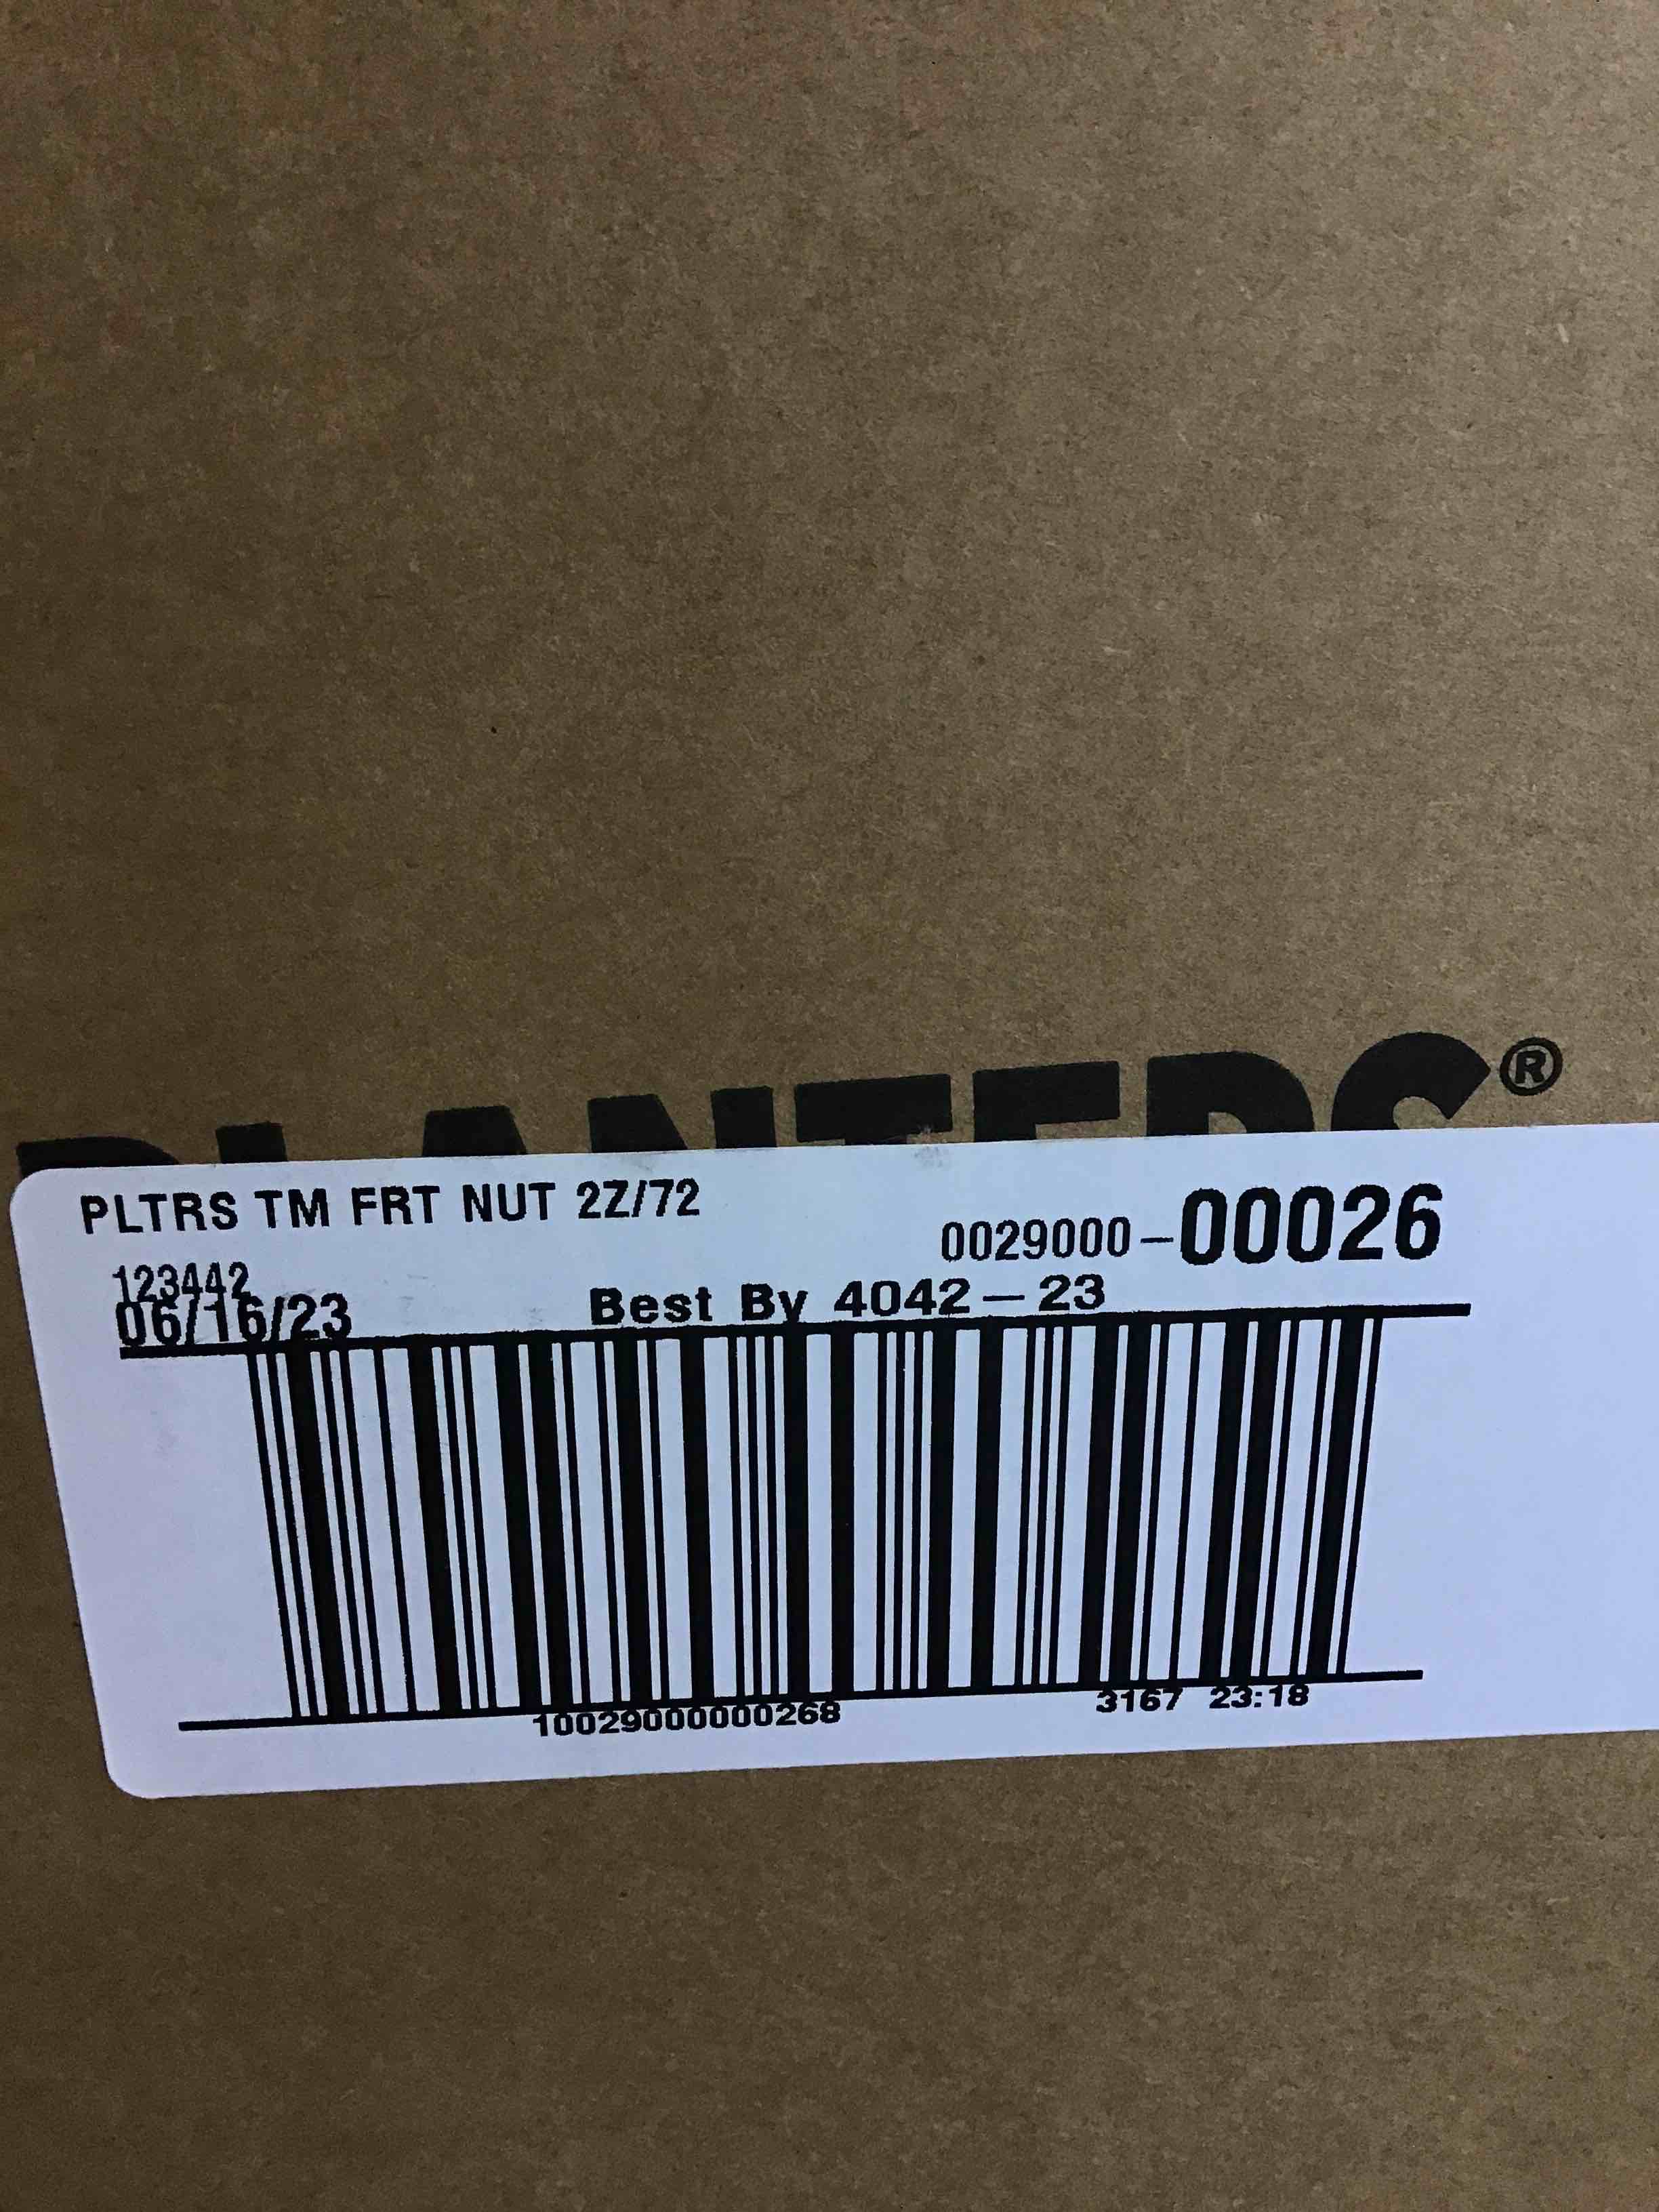 PLANTERS®
PLTRS TM FRT NUT 2Z/72
0029000-00026
123442
06/16/23
Best By 4042-23
10029000000268
3167 23:18